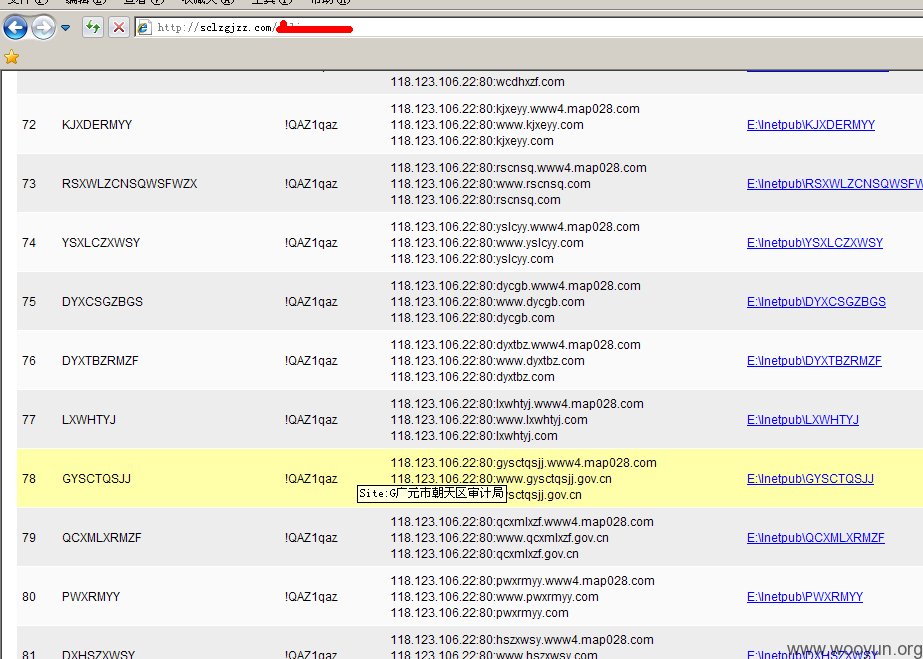 http://sclzgjzz.com/
118.123.106.22:80:wcdhxzf.com
72 KJXDERMYY !QAZ1qaz 118.123.106.22:80:kjxeyy.www4.map028.com E:\Inetpub\KJXDERMYY
118.123.106.22:80:www.kjxeyy.com
118.123.106.22:80:kjxeyy.com
73 RSXWLZCNSQWSFWZX !QAZ1qaz 118.123.106.22:80:rscnsq.www4.map028.com E:\Inetpub\RSXWLZCNSQWSFW
118.123.106.22:80:www.rscnsq.com
118.123.106.22:80:rscnsq.com
74 YSXLCZXWSY !QAZ1qaz 118.123.106.22:80:yslcyy.www4.map028.com E:\Inetpub\YSXLCZXWSY
118.123.106.22:80:www.yslcyy.com
118.123.106.22:80:yslcyy.com
75 DYXCSGZBGS !QAZ1qaz 118.123.106.22:80:dycgb.www4.map028.com E:\Inetpub\DYXCSGZBGS
118.123.106.22:80:www.dycgb.com
118.123.106.22:80:dycgb.com
76 DYXTBZRMZF !QAZ1qaz 118.123.106.22:80:dyxtbz.www4.map028.com E:\Inetpub\DYXTBZRMZF
118.123.106.22:80:www.dyxtbz.com
118.123.106.22:80:dyxtbz.com
77 LXWHTYJ !QAZ1qaz 118.123.106.22:80:lxwhtyj.www4.map028.com E:\Inetpub\LXWHTYJ
118.123.106.22:80:www.lxwhtyj.com
118.123.106.22:80:lxwhtyj.com
78 GYSCTQSJJ !QAZ1qaz 118.123.106.22:80:gysctqsjj.www4.map028.com E:\Inetpub\GYSCTQSJJ
118.123.106.22:80:www.gysctqsjj.gov.cn
Site:G广元市朝天区审计局 ysctqsjj.gov.cn
79 QCXMLXRMZF !QAZ1qaz 118.123.106.22:80:qcxmlxzf.www4.map028.com E:\Inetpub\QCXMLXRMZF
118.123.106.22:80:www.qcxmlxzf.gov.cn
118.123.106.22:80:qcxmlxzf.gov.cn
80 PWXRMYY !QAZ1qaz 118.123.106.22:80:pwxrmyy.www4.map028.com E:\Inetpub\PWXRMYY
118.123.106.22:80:www.pwxrmyy.com
118.123.106.22:80:pwxrmyy.com
81 DXHSZXWSY !QAZ1qaz 118.123.106.22:80:hszxwsy.www4.map028.com E:\Inetpub\DXHSZXWSY
118.123.106.22:80:www.hszxwsy.com
www.wooyun.org